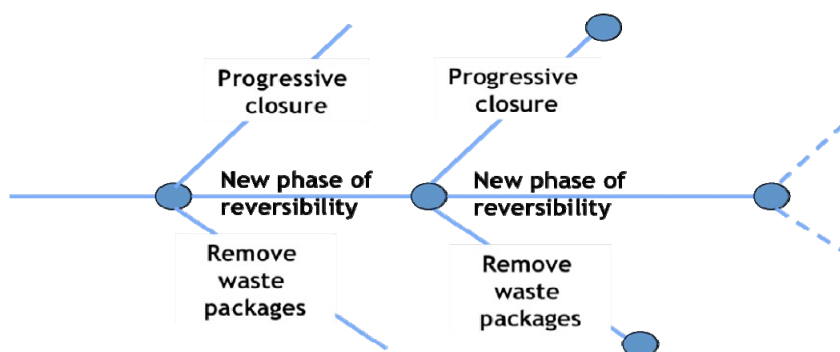 Progressive
closure
Progressive
closure
New phase of
reversibility
New phase of
reversibility
Remove
waste
packages
Remove
waste
packages